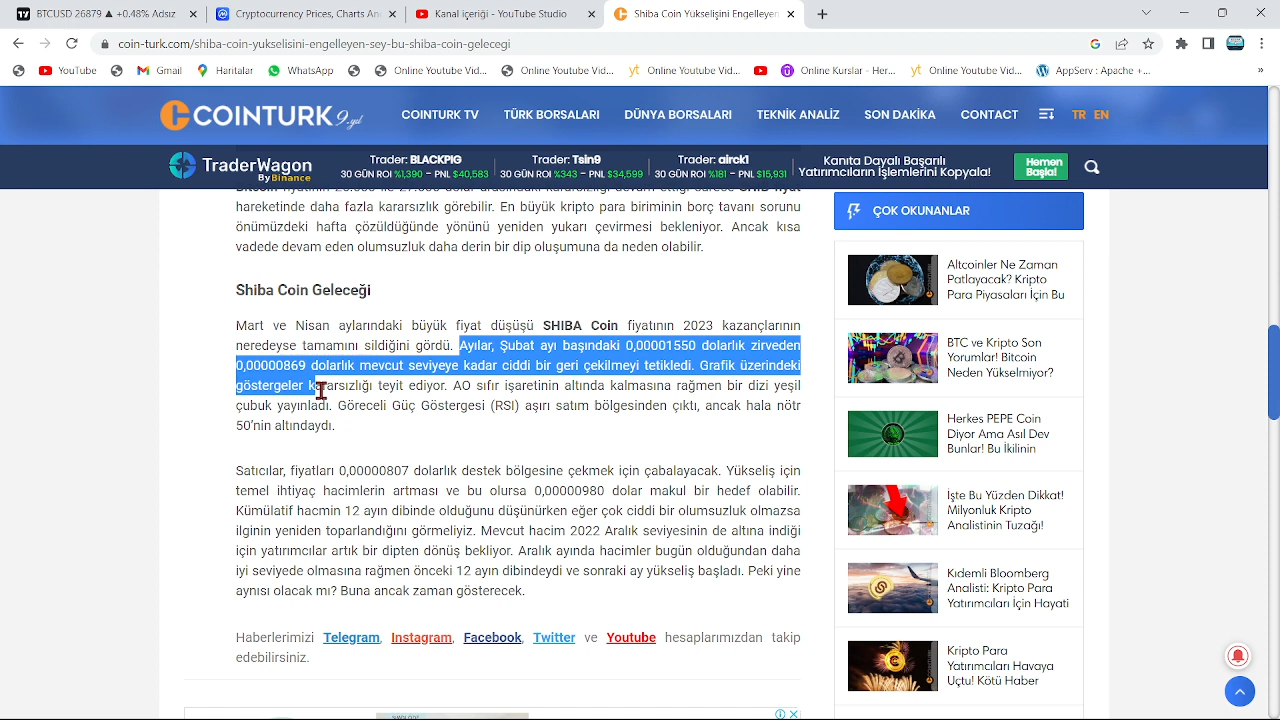 BTCUSD 26879 ▲ +0.48% Adsız
Cryptocurrency Prices, Charts An
Kanal İçeriği - YouTube Studio
Shiba Coin Yükselişini Engelleyen
coin-turk.com/shiba-coin-yukselisini-engelleyen-sey-bu-shiba-coin-gelecegi
YouTube
Gmail
Haritalar
WhatsApp
Online Youtube Vid...
Online Youtube Vid...
Online Youtube Vid...
Online Kurslar - Her...
Online Youtube Vid...
AppServ : Apache +...
»
COINTURK 9.yıl
COINTURK TV
TÜRK BORSALARI
DÜNYA BORSALARI
TEKNİK ANALİZ
SON DAKİKA
CONTACT
TR EN
TraderWagon
By Binance
Trader: BLACKPIG
GÜN ROI %1,390 – PNL $40,583
Trader: Tsin9
30 GÜN ROI %343 – PNL $34,599
Trader: airck1
30 GÜN ROI %181 – PNL $15,931
Kanıta Dayalı Başarılı
Yatırımcıların İşlemlerini Kopyala!
Hemen
Başla!
hareketinde daha fazla kararsızlık görebilir. En büyük kripto para biriminin borç tavanı sorunu
önümüzdeki hafta çözüldüğünde yönünü yeniden yukarı çevirmesi bekleniyor. Ancak kısa
vadede devam eden olumsuzluk daha derin bir dip oluşumuna da neden olabilir.
Shiba Coin Geleceği
Mart ve Nisan aylarındaki büyük fiyat düşüşü SHIBA Coin fiyatının 2023 kazançlarının
neredeyse tamamını sildiğini gördü. Ayılar, Şubat ayı başındaki 0,00001550 dolarlık zirveden
0,00000869 dolarlık mevcut seviyeye kadar ciddi bir geri çekilmeyi tetikledi. Grafik üzerindeki
göstergeler kararsızlığı teyit ediyor. AO sıfır işaretinin altında kalmasına rağmen bir dizi yeşil
çubuk yayınladı. Göreceli Güç Göstergesi (RSI) aşırı satım bölgesinden çıktı, ancak hala nötr
50’nin altındaydı.
Satıcılar, fiyatları 0,00000807 dolarlık destek bölgesine çekmek için çabalayacak. Yükseliş için
temel ihtiyaç hacimlerin artması ve bu olursa 0,00000980 dolar makul bir hedef olabilir.
Kümülatif hacmin 12 ayın dibinde olduğunu düşünürken eğer çok ciddi bir olumsuzluk olmazsa
ilginin yeniden toparlandığını görmeliyiz. Mevcut hacim 2022 Aralık seviyesinin de altına indiği
için yatırımcılar artık bir dipten dönüş bekliyor. Aralık ayında hacimler bugün olduğundan daha
iyi seviyede olmasına rağmen önceki 12 ayın dibindeydi ve sonraki ay yükseliş başladı. Peki yine
aynısı olacak mı? Buna ancak zaman gösterecek.
Haberlerimizi Telegram, Instagram, Facebook, Twitter ve Youtube hesaplarımızdan takip
edebilirsiniz.
ÇOK OKUNANLAR
Altcoinler Ne Zaman
Patlayacak? Kripto
Para Piyasaları İçin Bu
BTC ve Kripto Son
Yorumlar! Bitcoin
Neden Yükselmiyor?
Herkes PEPE Coin
Diyor Ama Asıl Dev
Bunlar! Bu İkilinin
İşte Bu Yüzden Dikkat!
Milyonluk Kripto
Analistinin Tuzağı!
Kıdemli Bloomberg
Analisti: Kripto Para
Yatırımcıları İçin Hayati
Kripto Para
Yatırımcıları Havaya
Uçtu! Kötü Haber